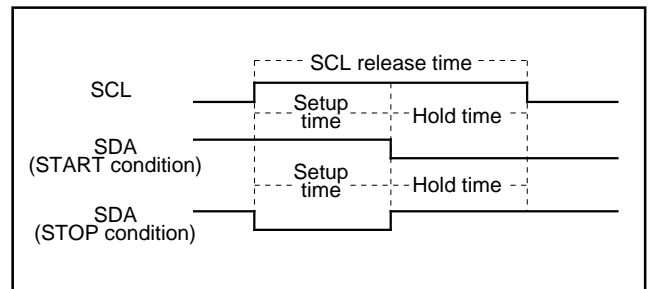 SCL release time
SCL
Setup
time
Hold time
SDA
(START condition)
Setup
time
Hold time
SDA
(STOP condition)